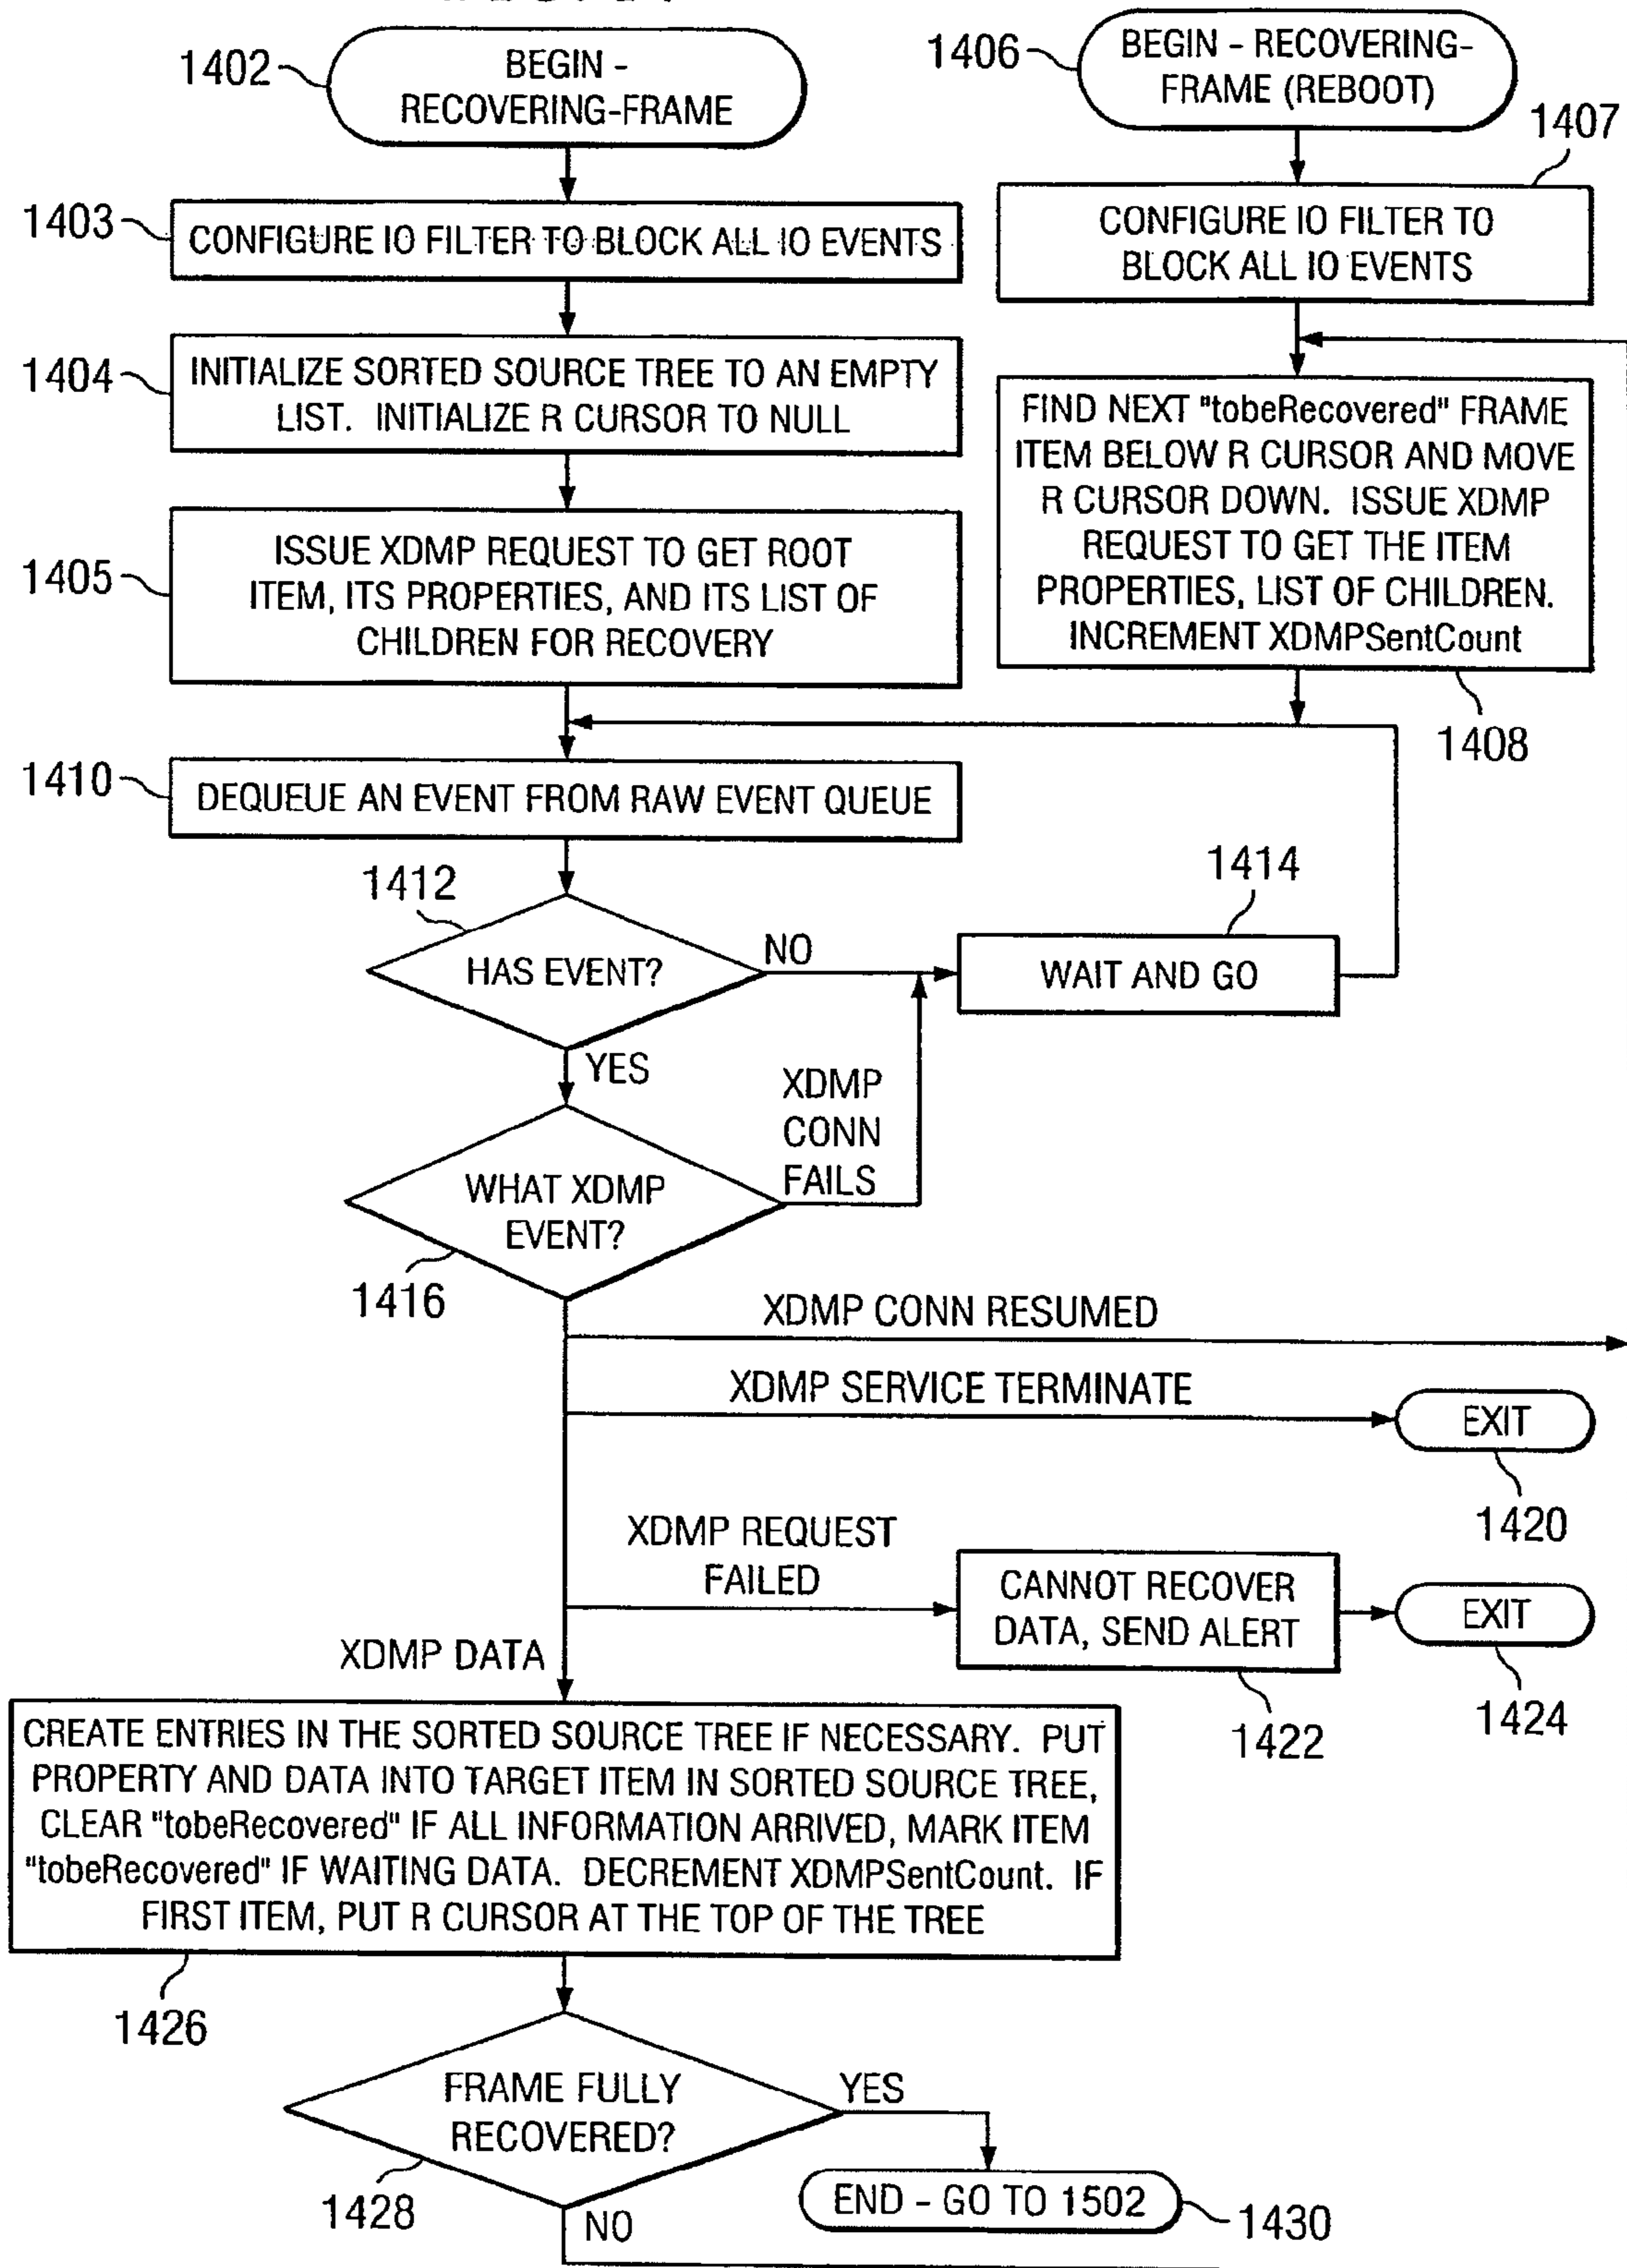 1402
BEGIN -
RECOVERING-FRAME
1406
BEGIN - RECOVERING-
FRAME (REBOOT)
1403
CONFIGURE IO FILTER TO BLOCK ALL IO EVENTS
1407
CONFIGURE IO FILTER TO
BLOCK ALL IO EVENTS
1404
INITIALIZE SORTED SOURCE TREE TO AN EMPTY
LIST. INITIALIZE R CURSOR TO NULL
1405
ISSUE XDMP REQUEST TO GET ROOT
ITEM, ITS PROPERTIES, AND ITS LIST OF
CHILDREN FOR RECOVERY
FIND NEXT "tobeRecovered" FRAME
ITEM BELOW R CURSOR AND MOVE
R CURSOR DOWN. ISSUE XDMP
REQUEST TO GET THE ITEM
PROPERTIES, LIST OF CHILDREN.
INCREMENT XDMPSentCount
1408
1410
DEQUEUE AN EVENT FROM RAW EVENT QUEUE
1412
HAS EVENT?
NO
1414
WAIT AND GO
YES
XDMP
CONN
FAILS
WHAT XDMP
EVENT?
1416
XDMP CONN RESUMED
XDMP SERVICE TERMINATE
EXIT
1420
XDMP REQUEST
FAILED
CANNOT RECOVER
DATA, SEND ALERT
1422
EXIT
1424
XDMP DATA
CREATE ENTRIES IN THE SORTED SOURCE TREE IF NECESSARY. PUT
PROPERTY AND DATA INTO TARGET ITEM IN SORTED SOURCE TREE,
CLEAR "tobeRecovered" IF ALL INFORMATION ARRIVED, MARK ITEM
"tobeRecovered" IF WAITING DATA. DECREMENT XDMPSentCount. IF
FIRST ITEM, PUT R CURSOR AT THE TOP OF THE TREE
1426
FRAME FULLY
RECOVERED?
YES
1428
NO
END - GO TO 1502
1430